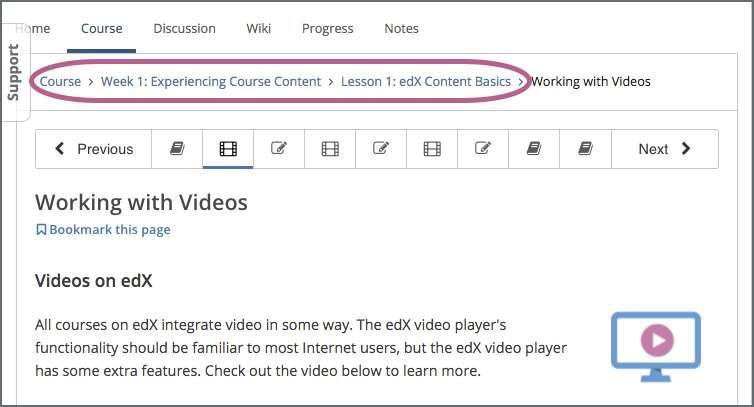 Home Course Discussion Wiki Progress Notes
Support
Course > Week 1: Experiencing Course Content > Lesson 1: edX Content Basics > Working with Videos
Previous Next
Working with Videos
Bookmark this page
Videos on edX
All courses on edX integrate video in some way. The edX video player's
functionality should be familiar to most Internet users, but the edX video player
has some extra features. Check out the video below to learn more.